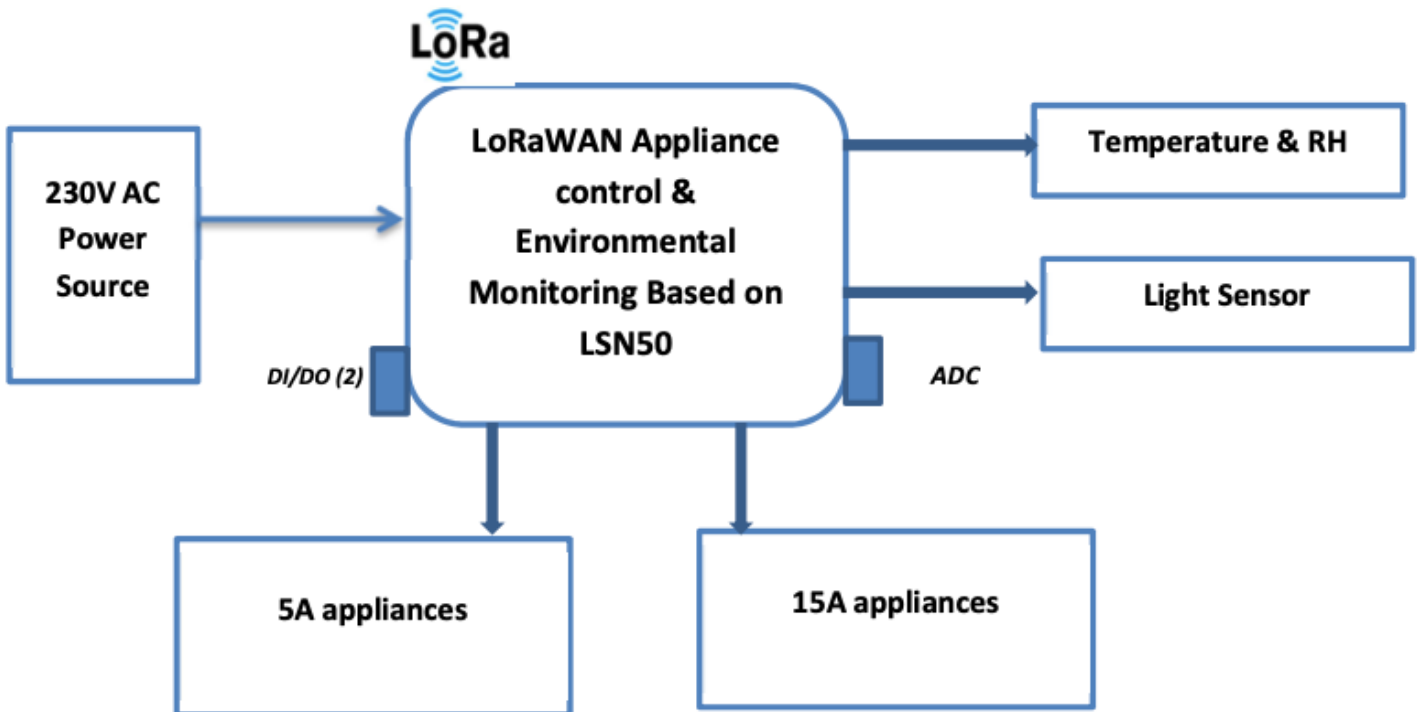 LoRa
LoRaWAN Appliance
control &
Environmental
Monitoring Based on
LSN50
230V AC
Power
Source
Temperature & RH
Light Sensor
DI/DO (2)
ADC
5A appliances
15A appliances